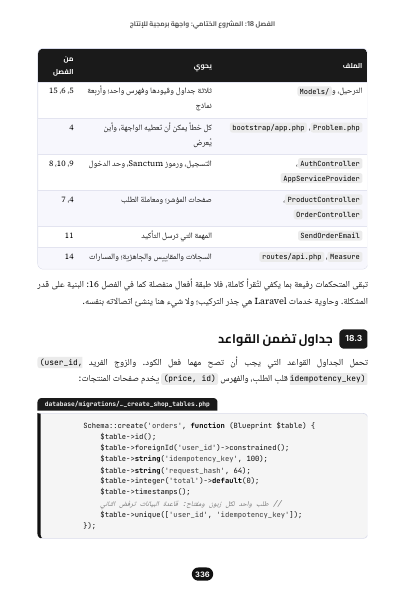 الفصل 18: المشروع الختامي: واجهة برمجية للإنتاج
الملف يحوي من الفصل
الترحيل، و Models/ ثلاثة جداول وقيودها وفهرس واحد؛ وأربعة نماذج 5، 6، 15
Problem.php، bootstrap/app.php كل خطأ يمكن أن تعطيه الواجهة، وأين يُعرض 4
AuthController، AppServiceProvider التسجيل، ورموز Sanctum، وحد الدخول 9، 10، 8
ProductController، OrderController صفحات المؤشر؛ ومعاملة الطلب 4، 7
SendOrderEmail المهمة التي ترسل التأكيد 11
Measure، routes/api.php السجلات والمقاييس والجاهزية؛ والمسارات 14
تبقى المتحكمات رفيعة بما يكفي لتُقرأ كاملة، فلا طبقة أفعال منفصلة كما في الفصل 16: البنية على قدر
المشكلة. وحاوية خدمات Laravel هي جذر التركيب؛ ولا شيء هنا ينشئ اتصالاته بنفسه.
18.3 جداول تضمن القواعد
تحمل الجداول القواعد التي يجب أن تصح مهما فعل الكود. والزوج الفريد (user_id,
idempotency_key) قلب الطلب، والفهرس (price, id) يخدم صفحات المنتجات:
database/migrations/…_create_shop_tables.php
Schema::create('orders', function (Blueprint $table) {
$table->id();
$table->foreignId('user_id')->constrained();
$table->string('idempotency_key', 100);
$table->string('request_hash', 64);
$table->integer('total')->default(0);
$table->timestamps();
// طلب واحد لكل زبون ومفتاح: قاعدة البيانات ترفض الثاني
$table->unique(['user_id', 'idempotency_key']);
});
336